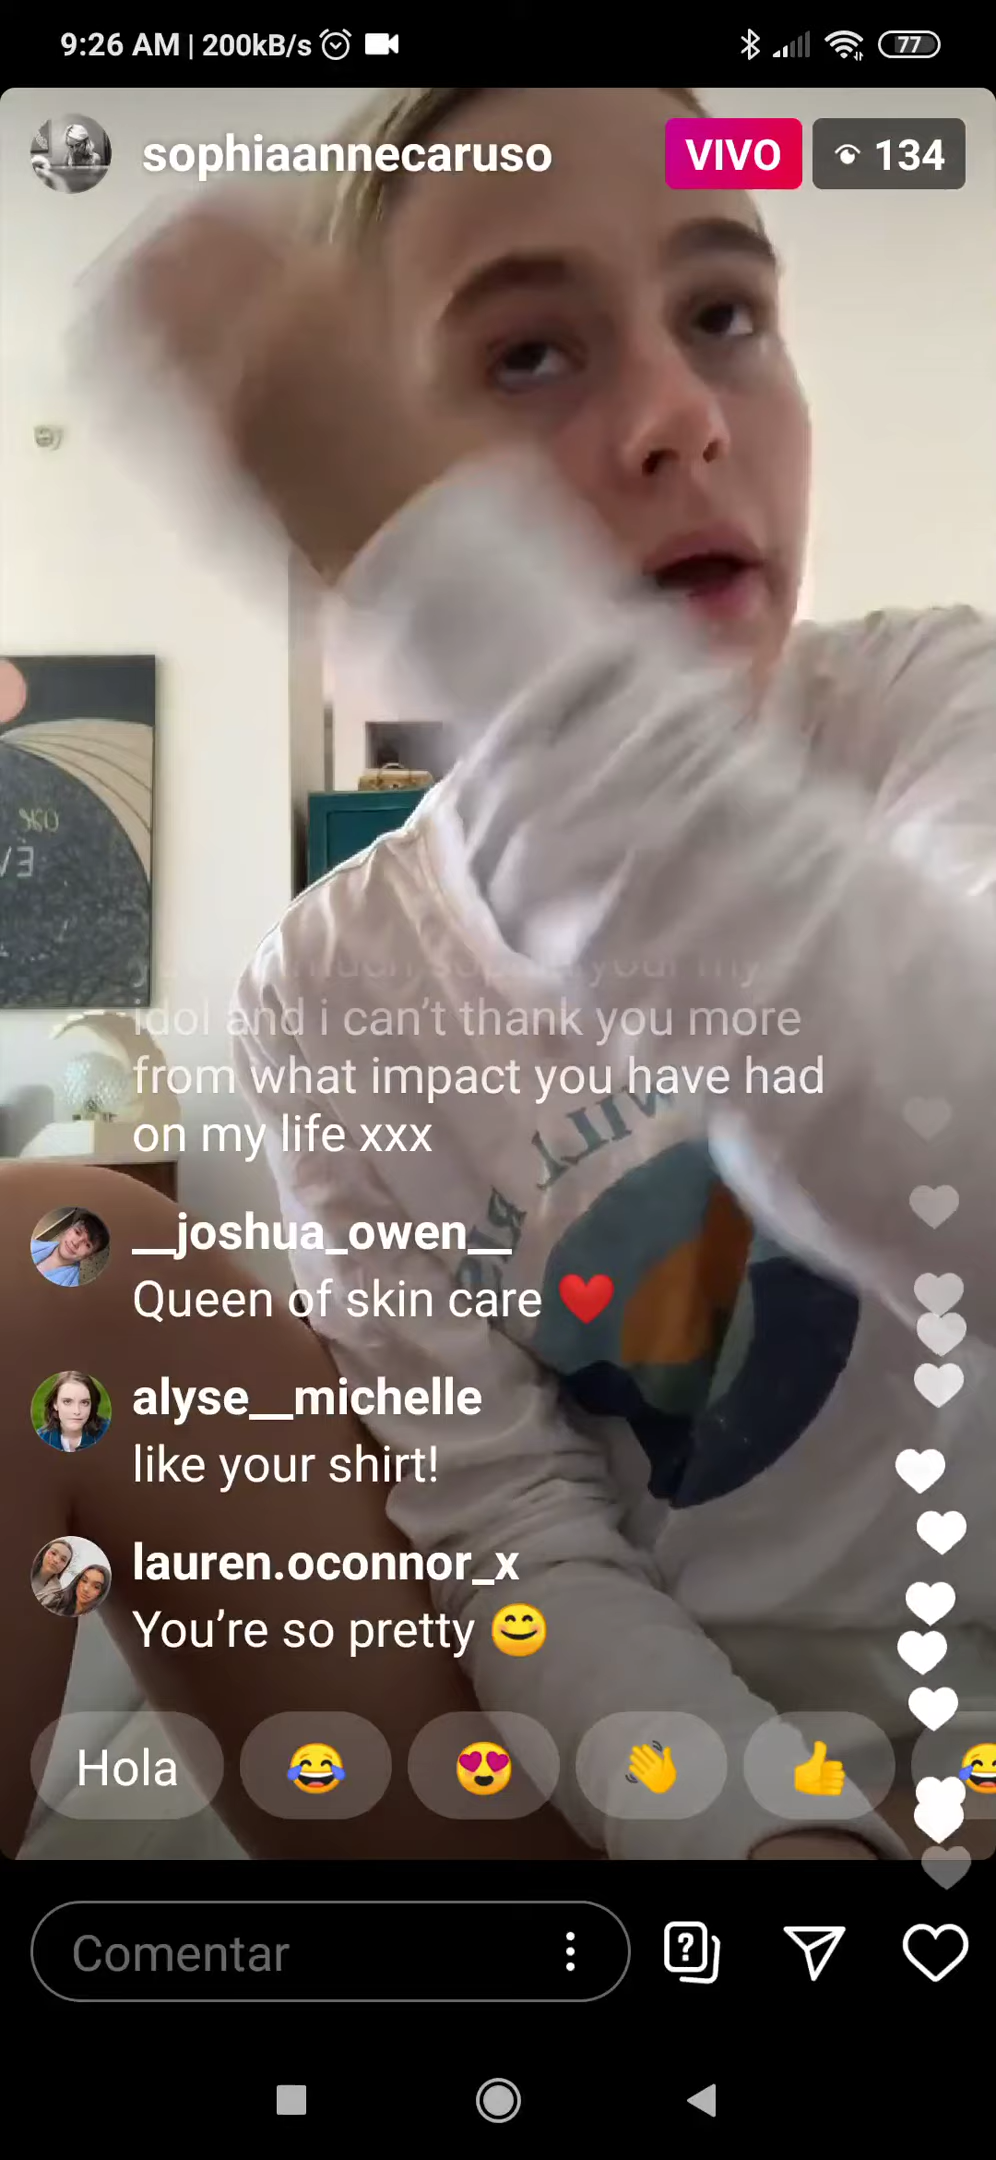 9:26 AM | 200kB/s
77
sophiaannecaruso
VIVO
134
your my
idol and i can't thank you more
from what impact you have had
on my life xxx
__joshua_owen__
Queen of skin care ❤️
alyse__michelle
like your shirt!
lauren.oconnor_x
You're so pretty 😊
Hola 😂 😍 👋 👍 😂
Comentar